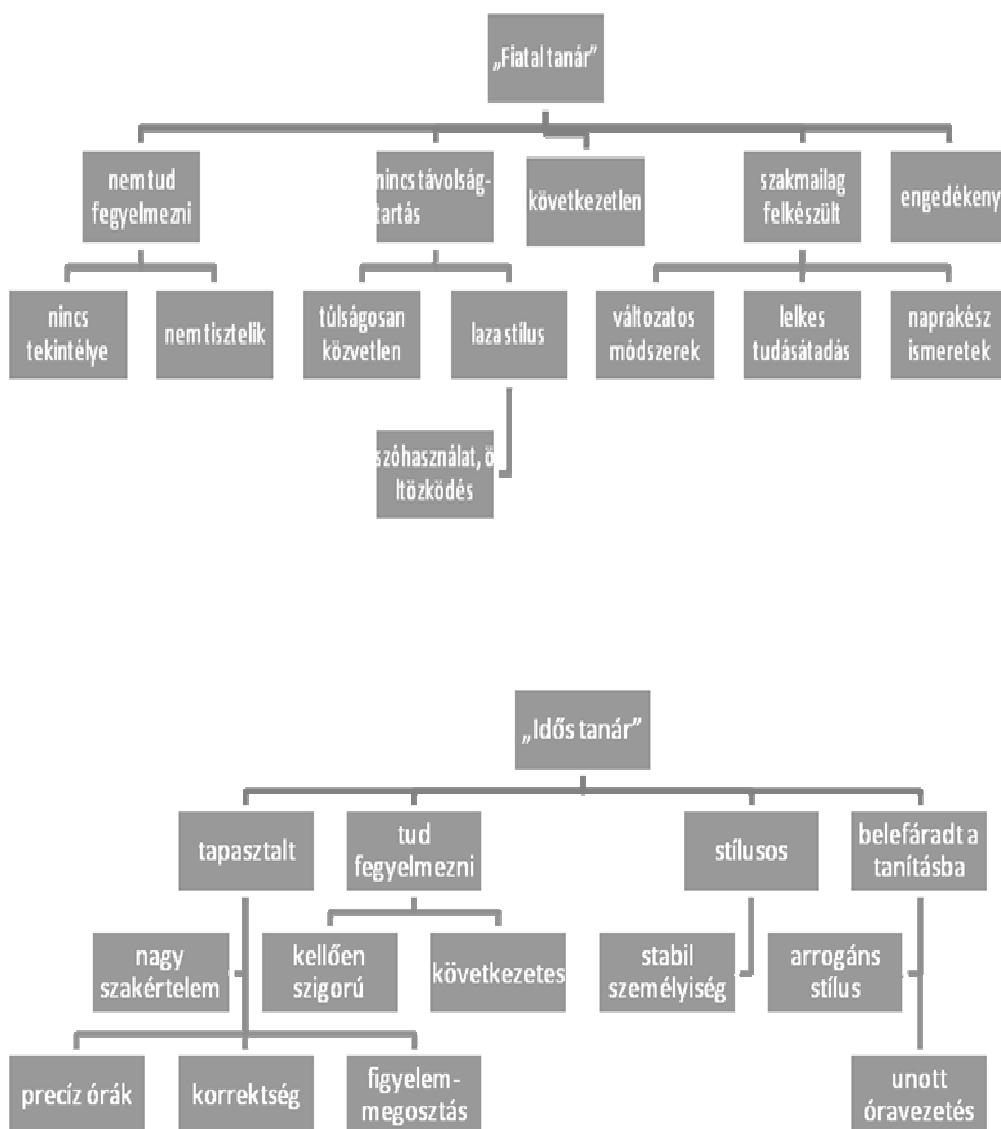 „Fiatal tanár”
nem tud
fegyelmezni
nincs távolság-
tartás
következetlen
szakmailag
felkészült
engedékeny
nincs
tekintélye
nem tisztelik
túlságosan
közvetlen
laza stílus
változatos
módszerek
lelkes
tudásátadás
naprakész
ismeretek
szóhasználat, ö
ltözködés
„Idős tanár”
tapasztalt
tud
fegyelmezni
stílusos
belefáradt a
tanításba
nagy
szakértelem
kellően
szigorú
következetes
stabil
személyiség
arrogáns
stílus
precíz órák
korrektség
figyelem-
megosztás
unott
óravezetés